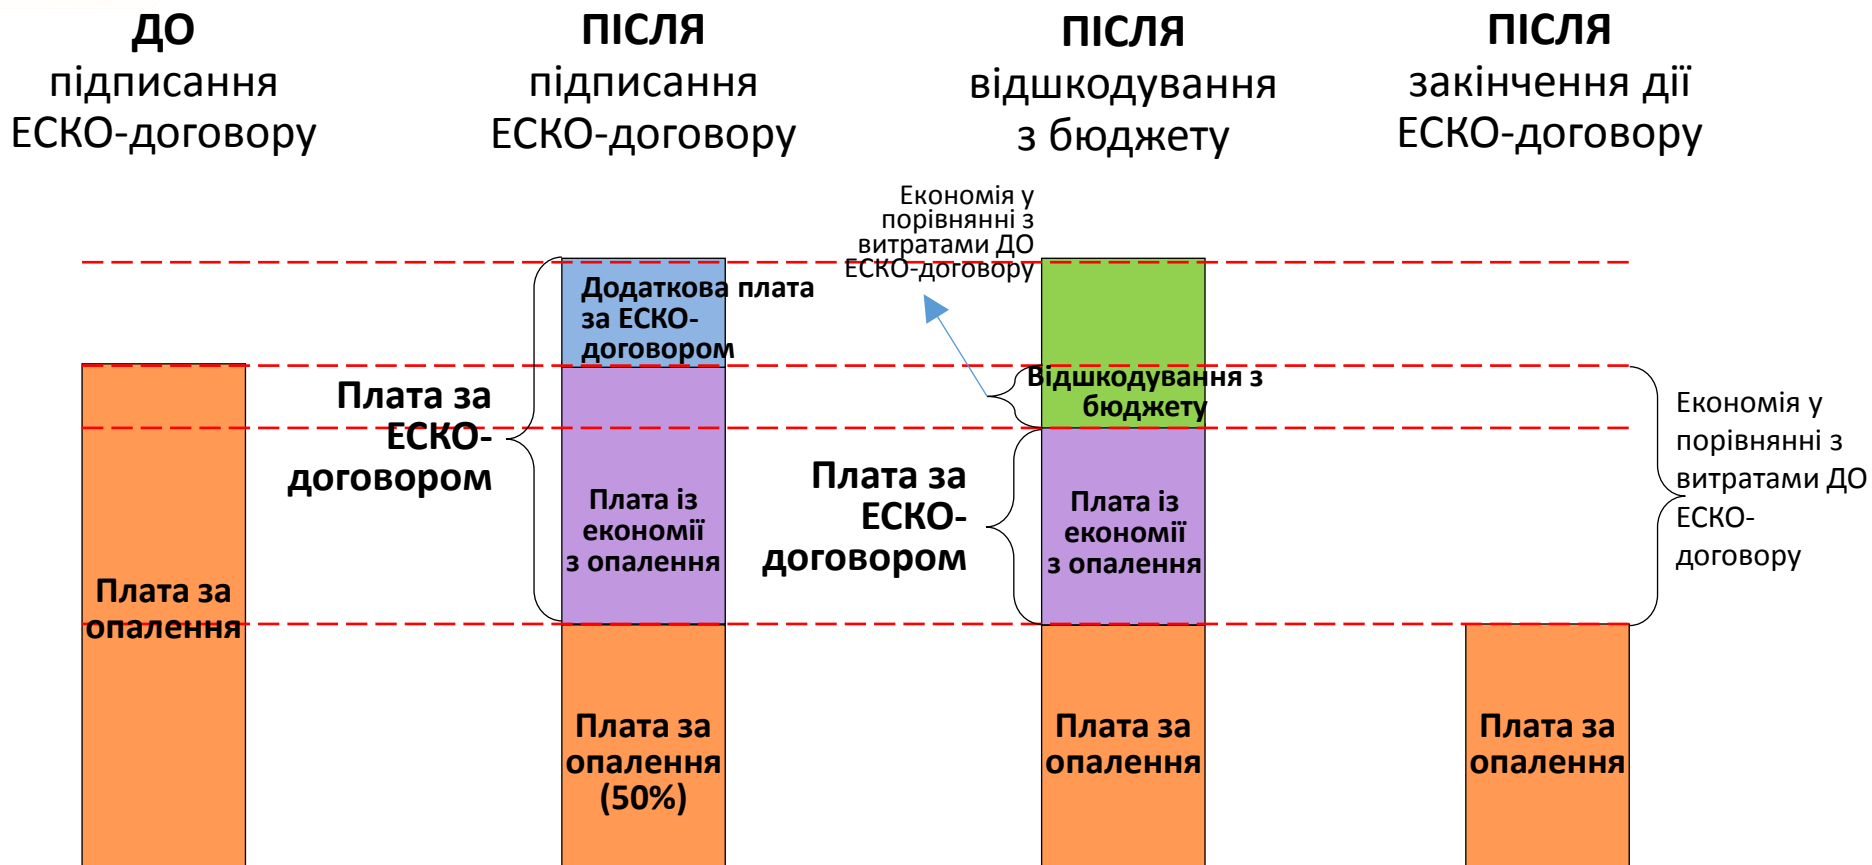 ДО
підписання
ЕСКО-договору
ПІСЛЯ
підписання
ЕСКО-договору
ПІСЛЯ
відшкодування
з бюджету
ПІСЛЯ
закінчення дії
ЕСКО-договору
Економія у
порівнянні з
витратами ДО
ЕСКО-договору
Додаткова плата
за ЕСКО-
договором
Плата за
ЕСКО-
договором
Відшкодування з
бюджету
Економія у
порівнянні з
витратами ДО
ЕСКО-
договору
Плата за
ЕСКО-
договором
Плата із
економії
з опалення
Плата із
економії
з опалення
Плата за
опалення
Плата за
опалення
(50%)
Плата за
опалення
Плата за
опалення